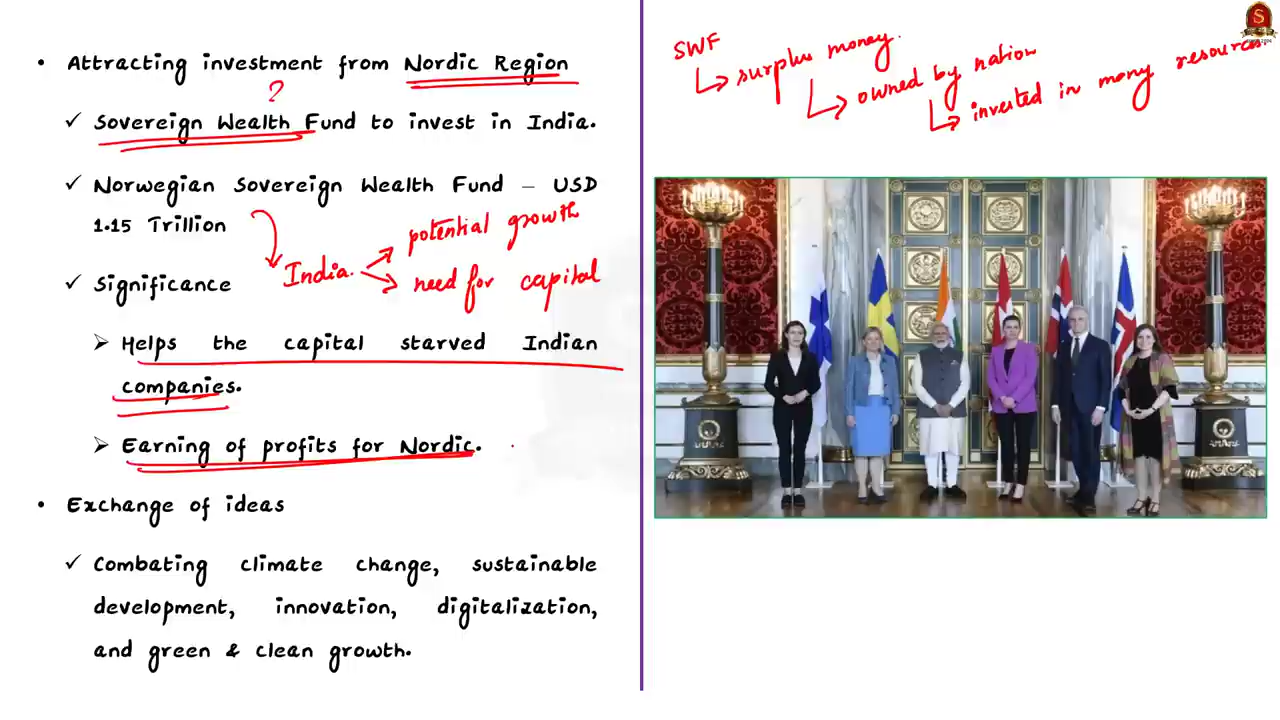 • Attracting investment from Nordic Region
?
✓ Sovereign Wealth Fund to invest in India.
✓ Norwegian Sovereign Wealth Fund – USD
1.15 Trillion
potential growth
India.
need for capital
✓ Significance
➢ Helps the capital starved Indian
companies.
➢ Earning of profits for Nordic.
• Exchange of ideas
✓ Combating climate change, sustainable
development, innovation, digitalization,
and green & clean growth.
SWF
surplus money.
owned by nation
invested in many resources.
S